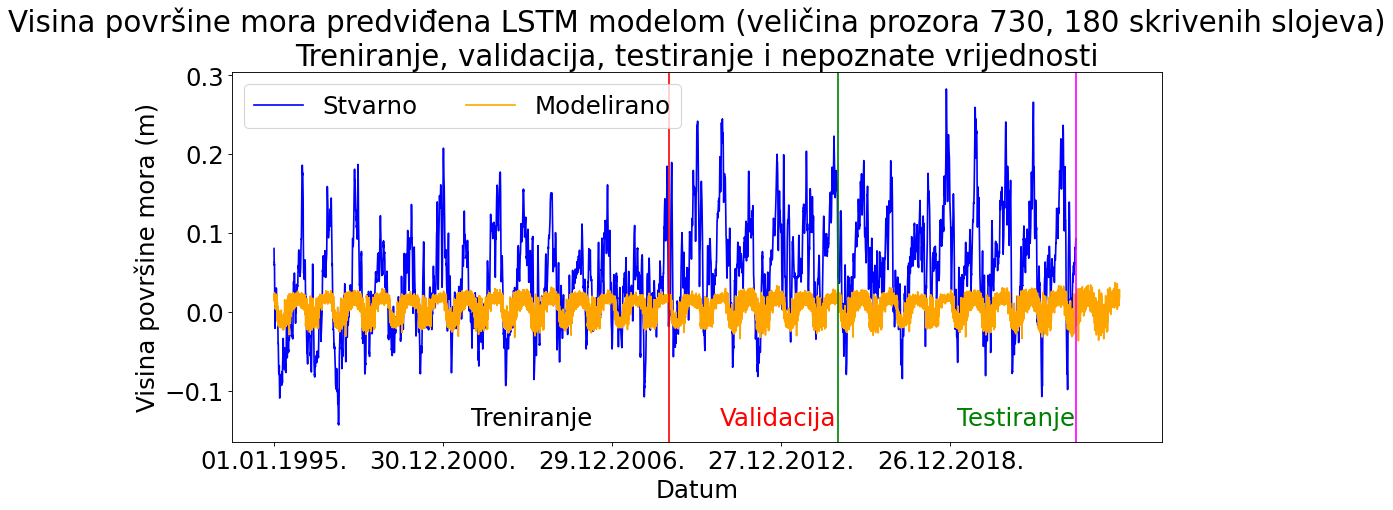 Visina površine mora predviđena LSTM modelom (veličina prozora 730, 180 skrivenih slojeva)
Treniranje, validacija, testiranje i nepoznate vrijednosti
Stvarno
Modelirano
Visina površine mora (m)
0.3
0.2
0.1
0.0
−0.1
Treniranje
Validacija
Testiranje
01.01.1995.
30.12.2000.
29.12.2006.
27.12.2012.
26.12.2018.
Datum